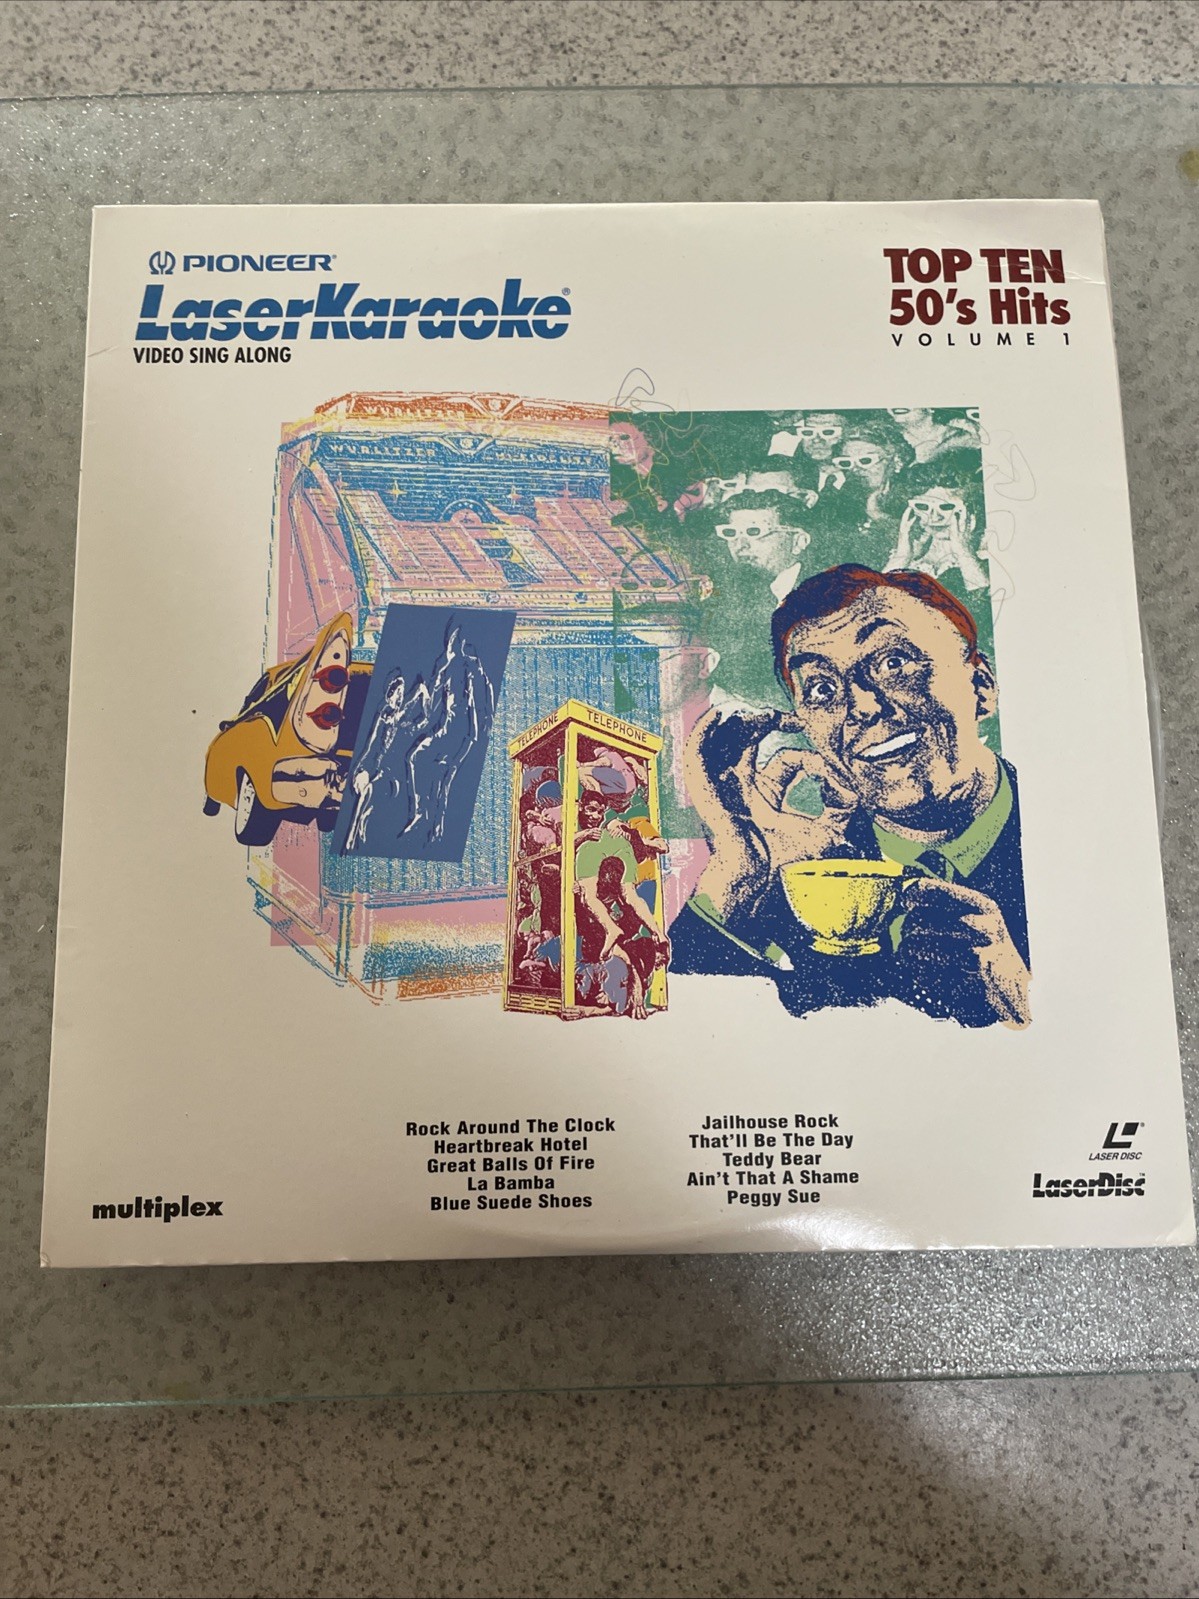 PIONEER®
LaserKaraoke®
VIDEO SING ALONG
TOP TEN
50's Hits
VOLUME 1
WURLITZER
WURLITZER
TELEPHONE
TELEPHONE
Rock Around The Clock
Heartbreak Hotel
Great Balls Of Fire
La Bamba
Blue Suede Shoes
Jailhouse Rock
That'll Be The Day
Teddy Bear
Ain't That A Shame
Peggy Sue
multiplex
LASER DISC
LaserDisc™